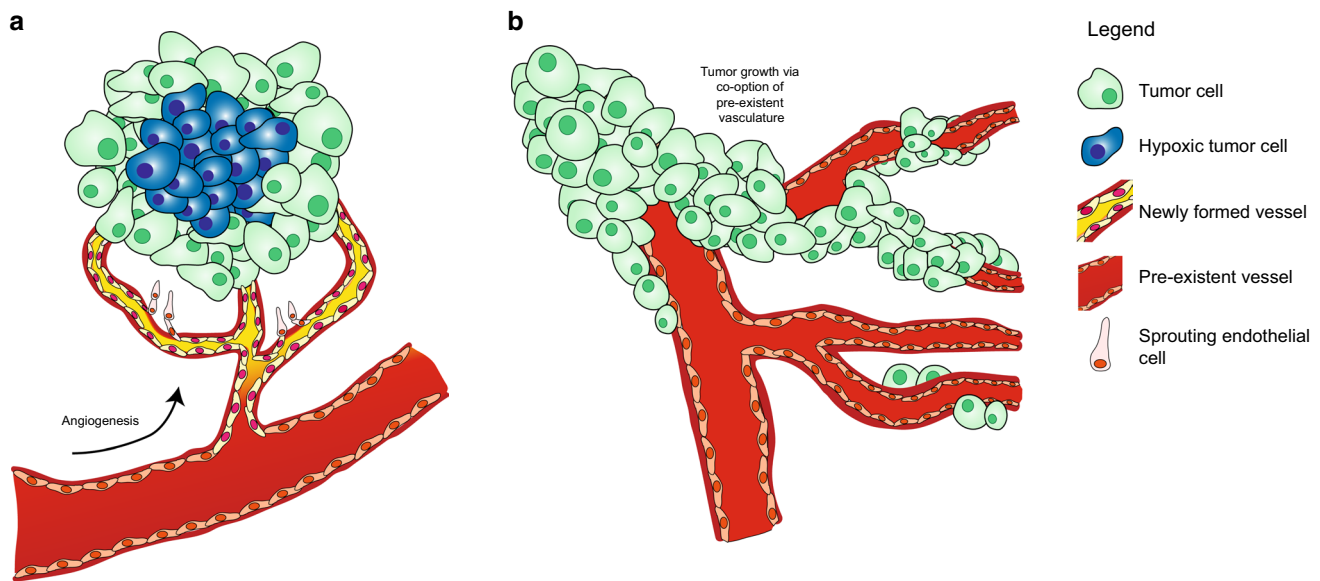 a
Angiogenesis
b
Tumor growth via
co-option of
pre-existent
vasculature
Legend
Tumor cell
Hypoxic tumor cell
Newly formed vessel
Pre-existent vessel
Sprouting endothelial
cell